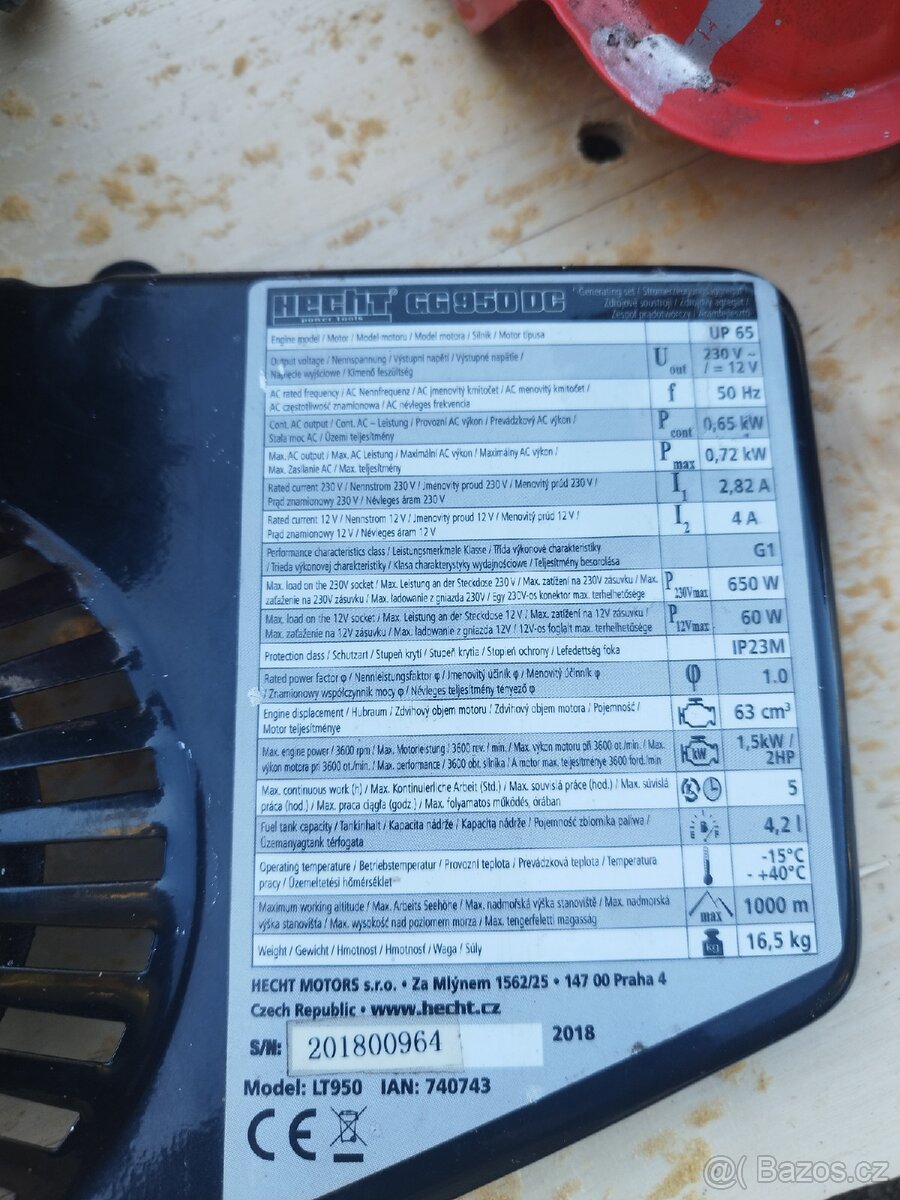 HECHT® GG 950 DC Generating set / Stromerzeugungsaggregat
power tools Zdrojové soustrojí / Zdrojový agregát /
Zespół prądotwórczy / Áramfejlesztő
Engine model / Motor / Model motoru / Model motora / Silnik / Motor típusa UP 65
Output voltage / Nennspannung / Výstupní napětí / Výstupné napätie / U out 230 V ~
Napięcie wyjściowe / Kimenő feszültség / = 12 V
AC rated frequency / AC Nennfrequenz / AC jmenovitý kmitočet / AC menovitý kmitočet / f 50 Hz
AC częstotliwość znamionowa / AC névleges frekvencia
Cont. AC output / Cont. AC – Leistung / Provozní AC výkon / Prevádzkový AC výkon / P cont 0,65 kW
Stała moc AC / Üzemi teljesítmény
Max. AC output / Max. AC Leistung / Maximální AC výkon / Maximálny AC výkon / P max 0,72 kW
Max. Zasilanie AC / Max. teljesítmény
Rated current 230 V / Nennstrom 230 V / Jmenovitý proud 230 V / Menovitý prúd 230 V / I1 2,82 A
Prąd znamionowy 230 V / Névleges áram 230 V
Rated current 12 V / Nennstrom 12 V / Jmenovitý proud 12 V / Menovitý prúd 12 V / I2 4 A
Prąd znamionowy 12 V / Névleges áram 12 V
Performance characteristics class / Leistungsmerkmale Klasse / Třída výkonové charakteristiky G1
/ Trieda výkonovej charakteristiky / Klasa charakterystyky wydajnościowe / Teljesítmény besorolása
Max. load on the 230V socket / Max. Leistung an der Steckdose 230 V / Max. zatížení na 230V zásuvku / Max. P 230Vmax 650 W
zaťaženie na 230V zásuvku / Max. ładowanie z gniazda 230V / Egy 230V-os konektor max. terhelhetősége
Max. load on the 12V socket / Max. Leistung an der Steckdose 12 V / Max. zatížení na 12V zásuvku / P 12Vmax 60 W
Max. zaťaženie na 12V zásuvku / Max. ładowanie z gniazda 12V / 12V-os foglalt max. terhelhetősége
Protection class / Schutzart / Stupeň krytí / Stupeň krytia / Stopień ochrony / Lefedettség foka IP23M
Rated power factor φ / Nennleistungsfaktor φ / Jmenovitý účiník φ / Menovitý účinník φ φ 1.0
/ Znamionowy współczynnik mocy φ / Névleges teljesítmény tényező φ
Engine displacement / Hubraum / Zdvihový objem motoru / Zdvihový objem motora / Pojemność / 63 cm³
Motor teljesítménye
Max. engine power / 3600 rpm / Max. Motorleistung / 3600 rev. / min. / Max. výkon motoru při 3600 ot./min. / Max. kW 1,5kW /
výkon motora pri 3600 ot./min. / Max. performance / 3600 obr. silnika / A motor max. teljesítménye 3600 ford./min 2HP
Max. continuous work (h) / Max. Kontinuierliche Arbeit (Std.) / Max. souvislá práce (hod.) / Max. súvislá 5
práca (hod.) / Max. praca ciągła (godz.) / Max. folyamatos működés, órában
Fuel tank capacity / Tankinhalt / Kapacita nádrže / Kapacita nádrže / Pojemność zbiornika paliwa / E F 4,2 l
Üzemanyagtank térfogata
Operating temperature / Betriebstemperatur / Provozní teplota / Prevádzková teplota / Temperatura -15°C
pracy / Üzemeltetési hőmérséklet - +40°C
Maximum working altitude / Max. Arbeits Seehöhe / Max. nadmořská výška stanoviště / Max. nadmorská max 1000 m
výška stanovišťa / Max. wysokość nad poziomem morza / Max. tengerfeletti magasság
Weight / Gewicht / Hmotnost / Hmotnosť / Waga / Súly kg 16,5 kg
HECHT MOTORS s.r.o. • Za Mlýnem 1562/25 • 147 00 Praha 4
Czech Republic • www.hecht.cz
S/N: 201800964 2018
Model: LT950 IAN: 740743
CE
@( Bazos.cz